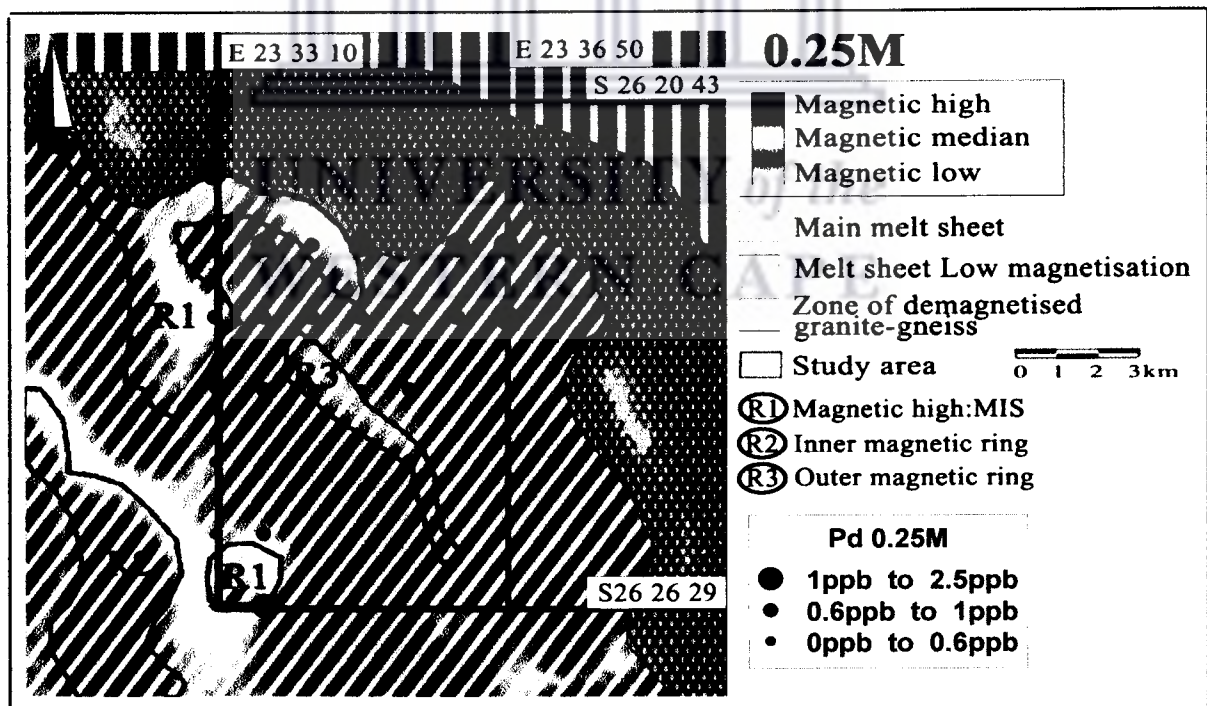 E 23 33 10
E 23 36 50
S 26 20 43
R1
R3
R1
S26 26 29
0.25M
Magnetic high
Magnetic median
Magnetic low
Main melt sheet
Melt sheet Low magnetisation
Zone of demagnetised
granite-gneiss
Study area
0 1 2 3km
R1 Magnetic high:MIS
R2 Inner magnetic ring
R3 Outer magnetic ring
Pd 0.25M
1ppb to 2.5ppb
0.6ppb to 1ppb
0ppb to 0.6ppb
UNIVERSITY of the
WESTERN CAPE